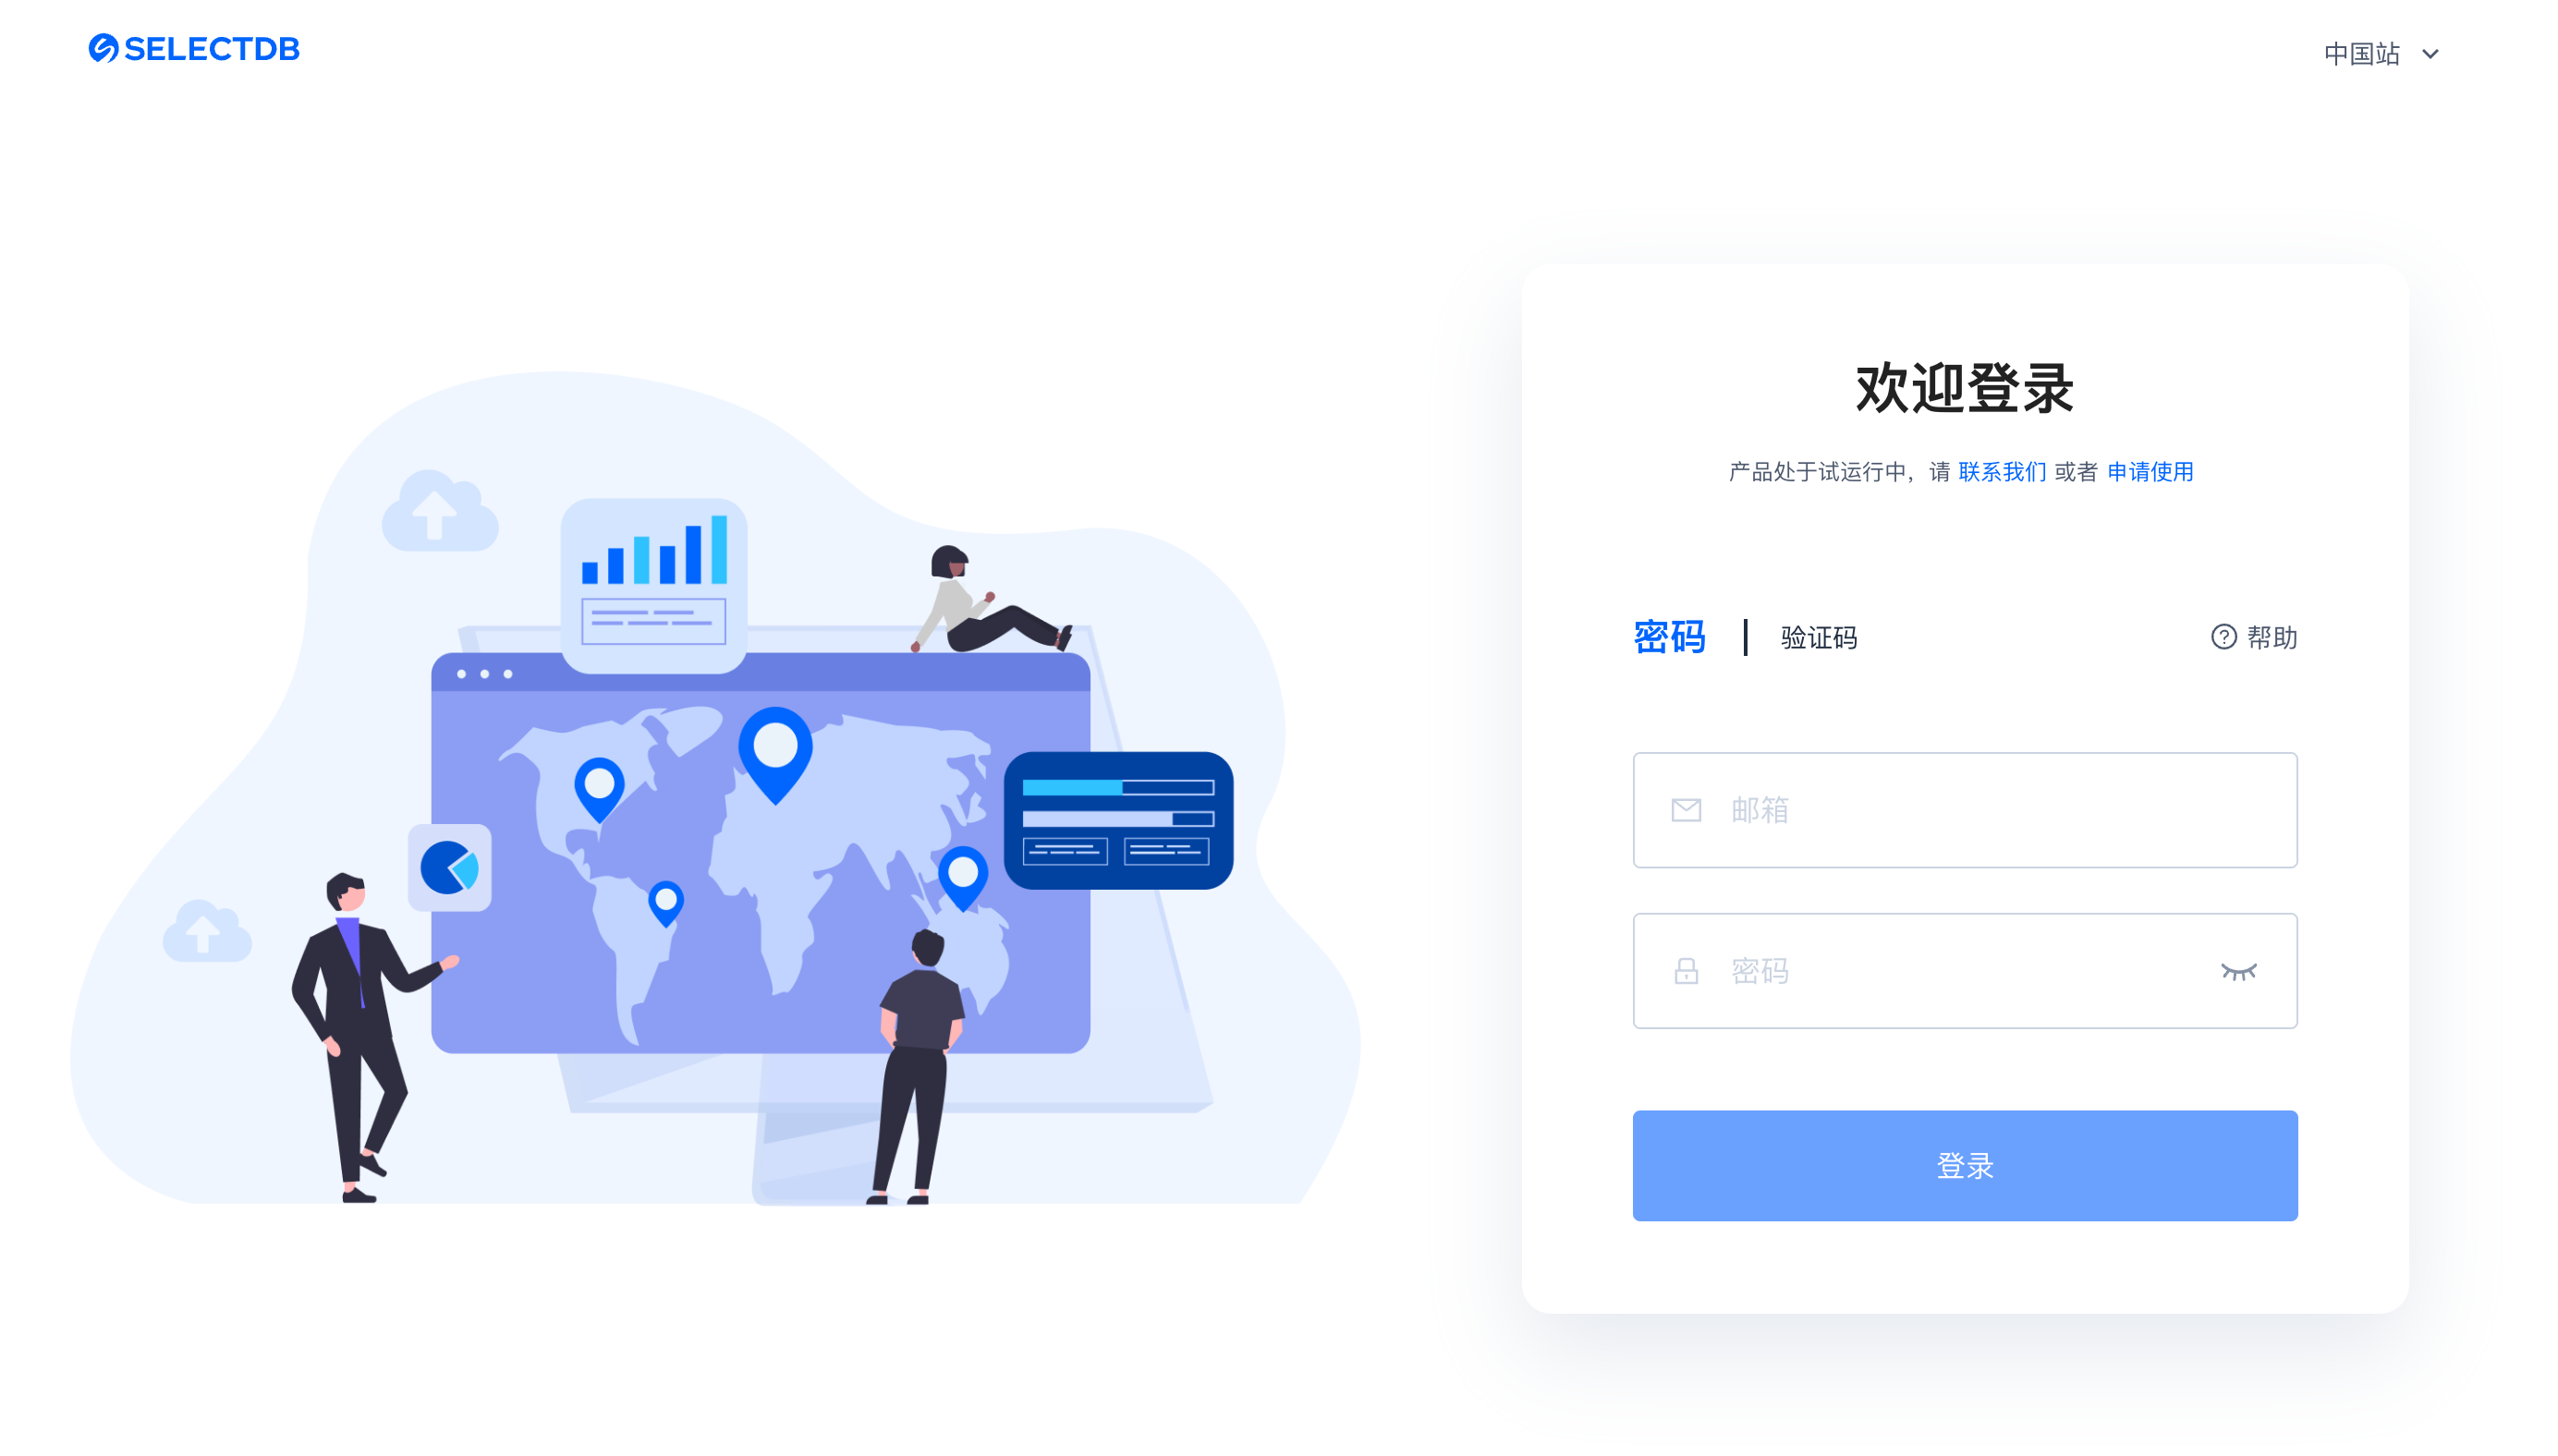 SELECTDB
中国站
欢迎登录
产品处于试运行中，请 联系我们 或者 申请使用
密码 验证码 帮助
邮箱
密码
登录